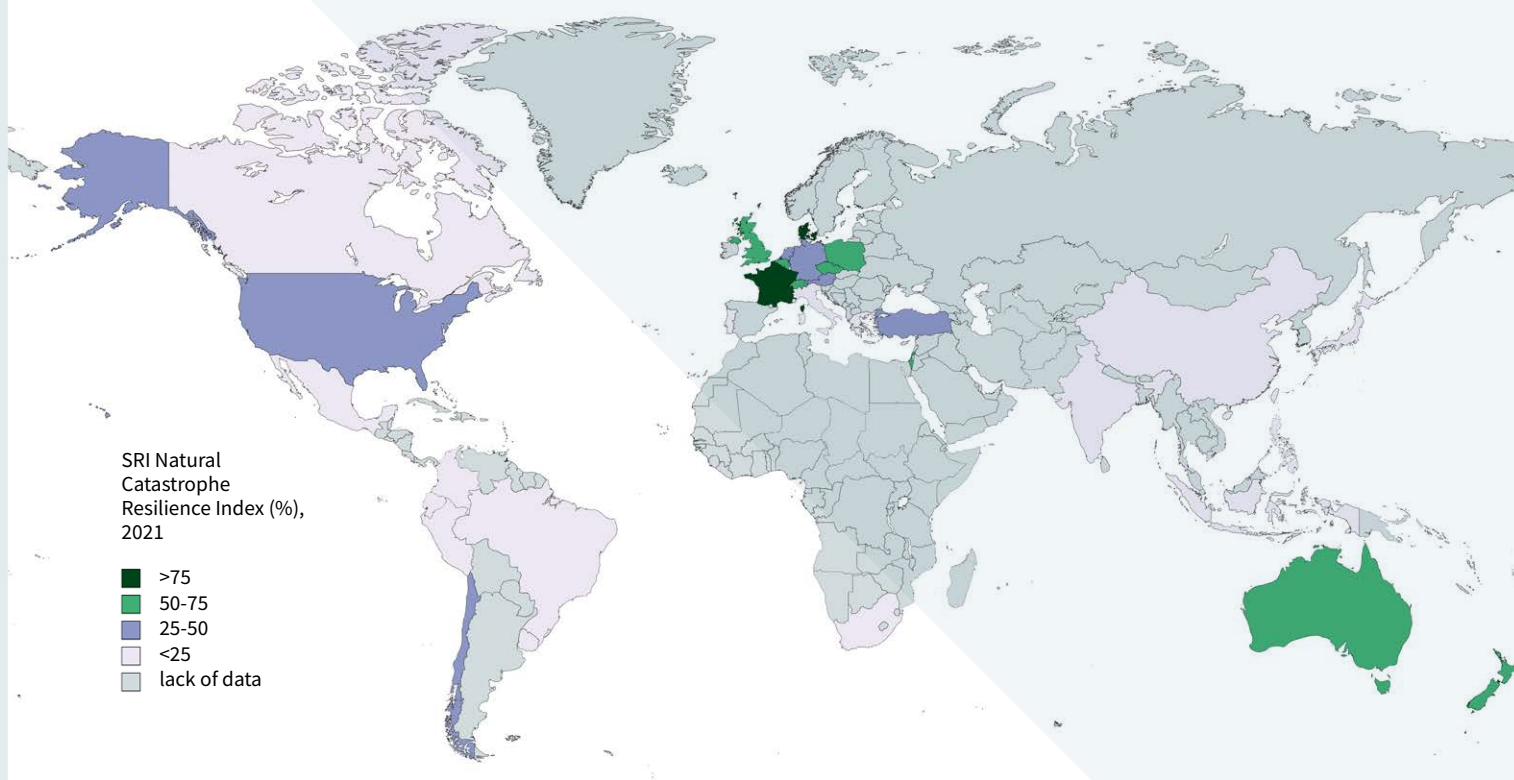 SRI Natural
Catastrophe
Resilience Index (%),
2021
>75
50-75
25-50
<25
lack of data